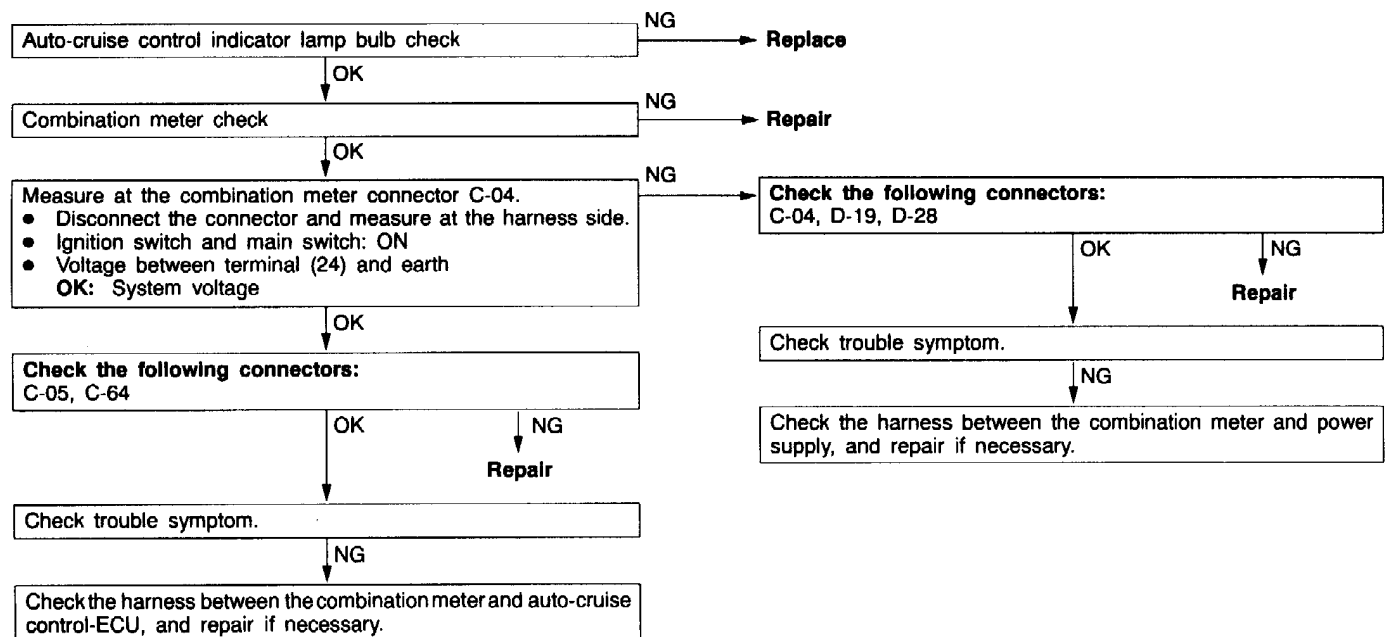 Auto-cruise control indicator lamp bulb check
NG
Replace
OK
Combination meter check
NG
Repair
OK
Measure at the combination meter connector C-04.
● Disconnect the connector and measure at the harness side.
● Ignition switch and main switch: ON
● Voltage between terminal (24) and earth
OK: System voltage
NG
Check the following connectors:
C-04, D-19, D-28
OK
NG
Repair
Check trouble symptom.
NG
Check the harness between the combination meter and power
supply, and repair if necessary.
OK
Check the following connectors:
C-05, C-64
OK
NG
Repair
Check trouble symptom.
NG
Check the harness between the combination meter and auto-cruise
control-ECU, and repair if necessary.